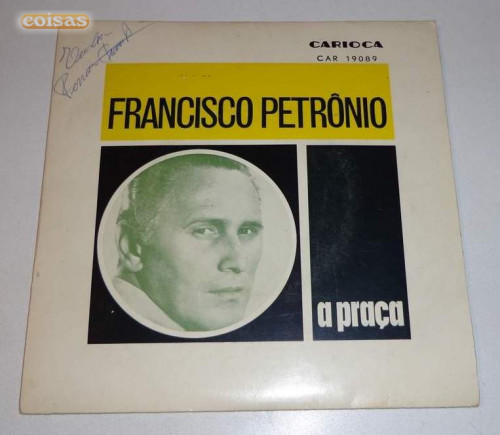 coisas
CARIOCA
CAR 19089
FRANCISCO PETRÔNIO
a praça